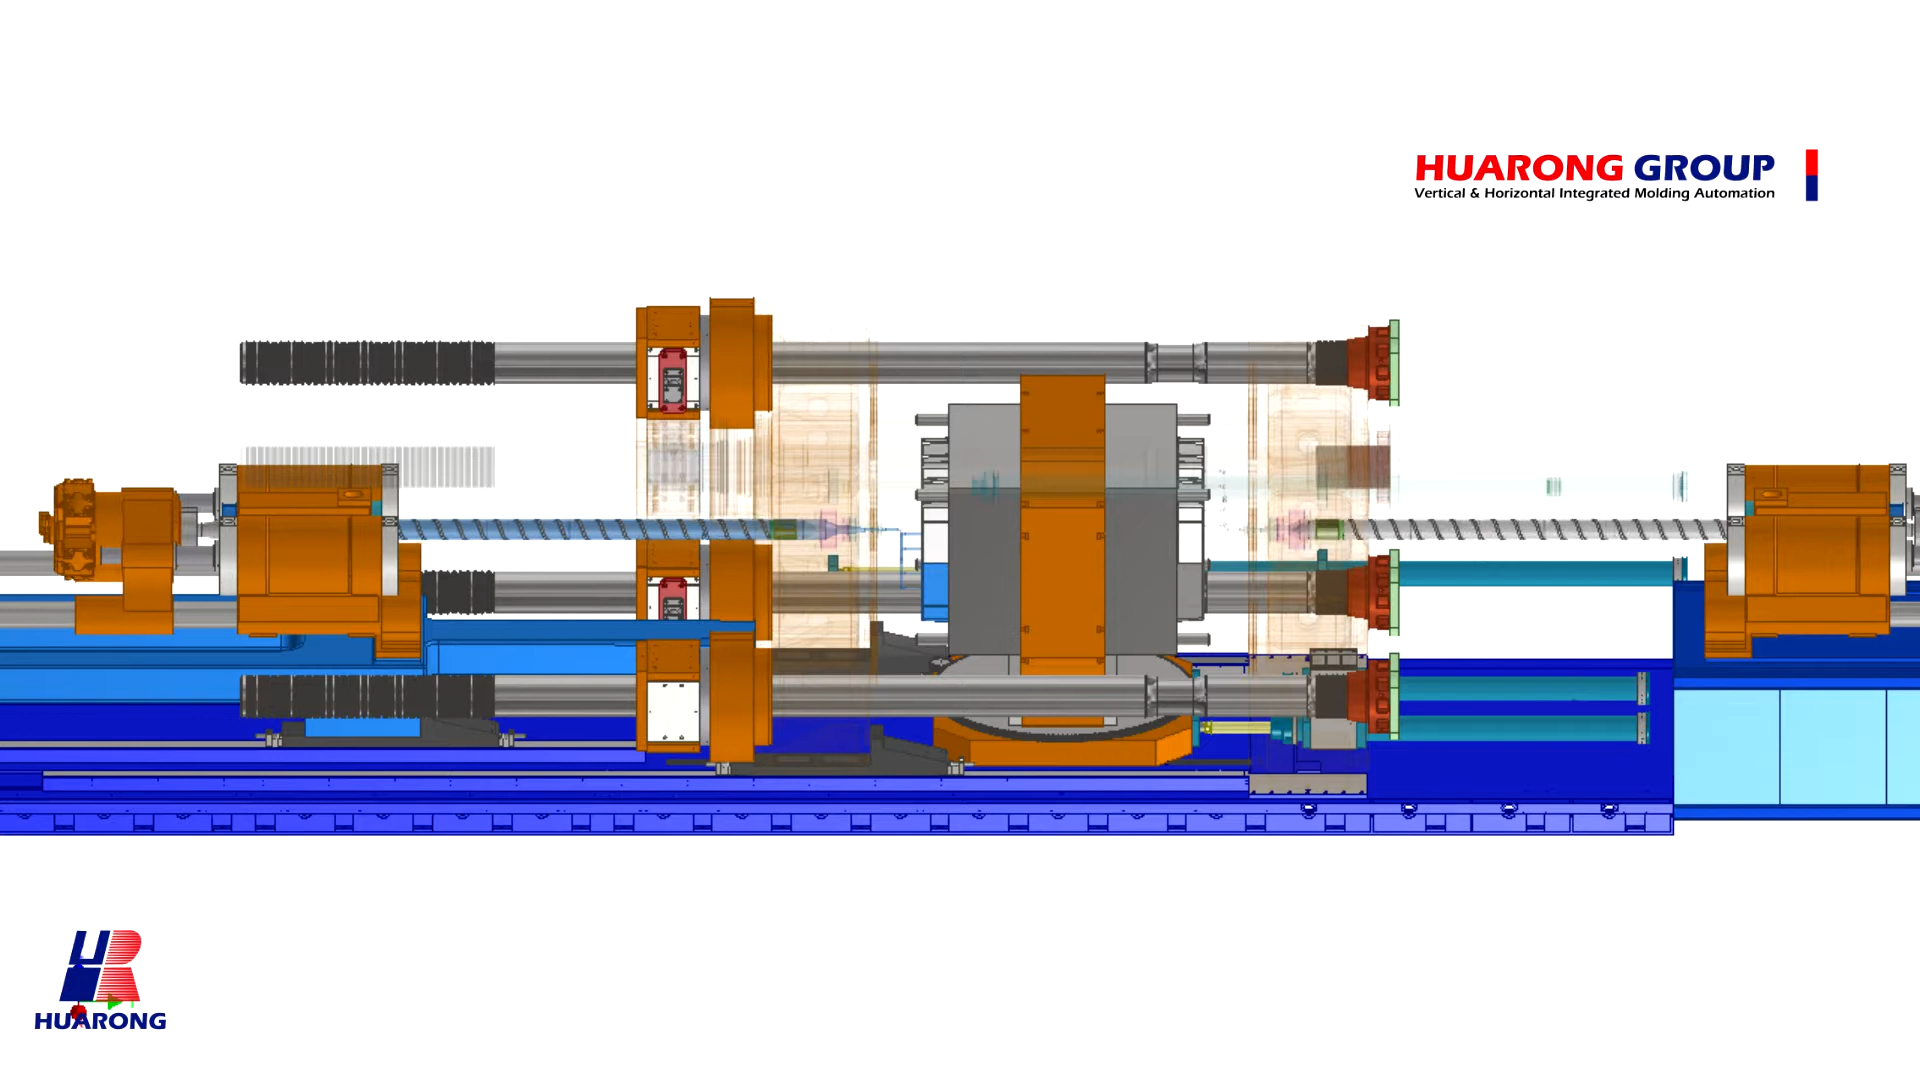 HUARONG GROUP
Vertical & Horizontal Integrated Molding Automation
HUARONG